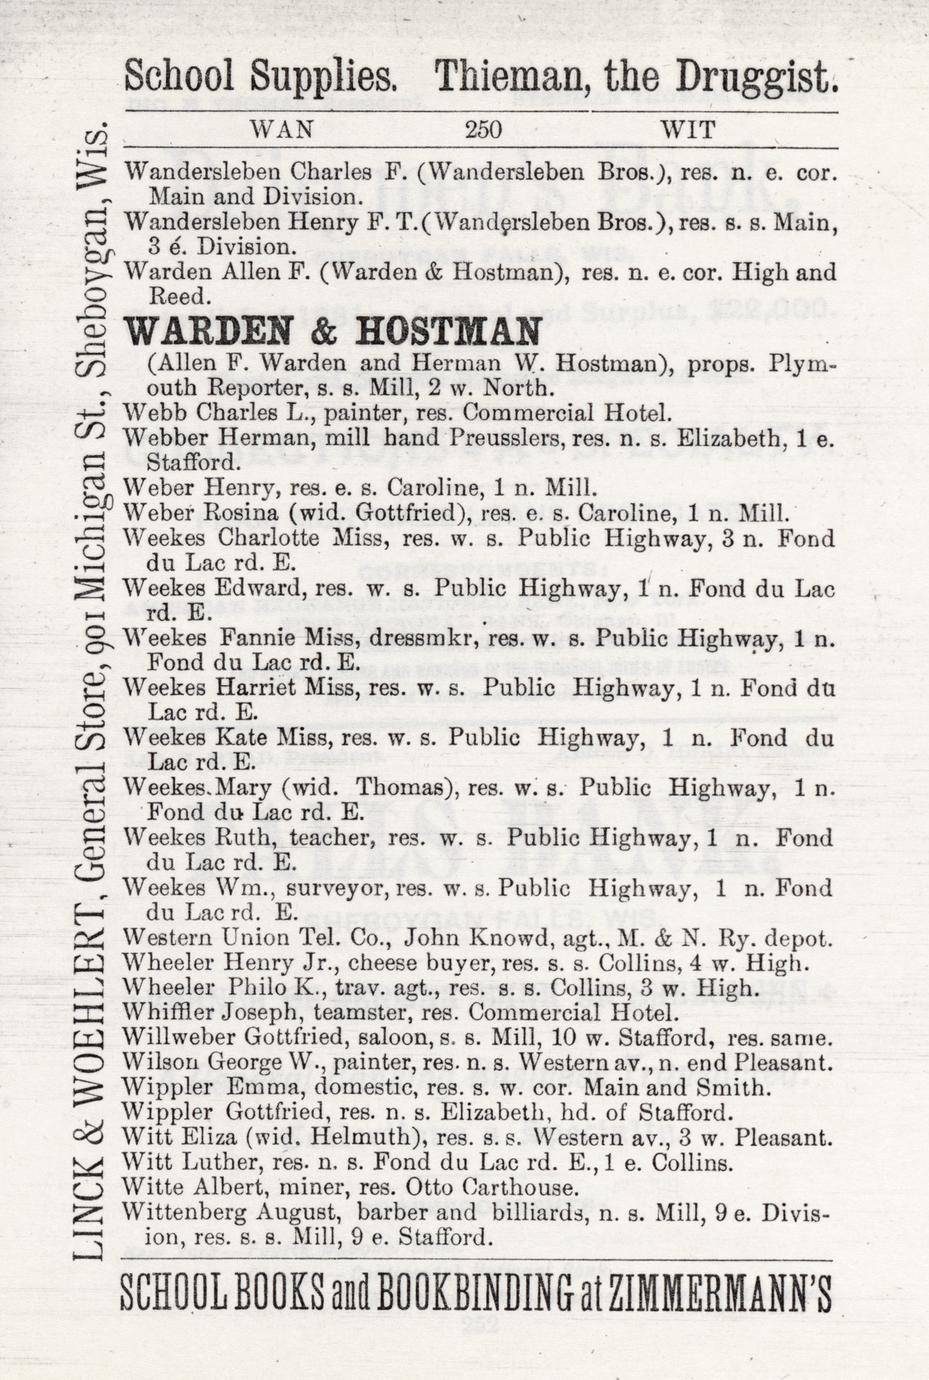 School Supplies. Thieman, the Druggist.
WAN 250 WIT
LINCK & WOEHLERT, General Store, 901 Michigan St., Sheboygan, Wis.
Wandersleben Charles F. (Wandersleben Bros.), res. n. e. cor.
Main and Division.
Wandersleben Henry F. T. (Wandersleben Bros.), res. s. s. Main,
3 e. Division.
Warden Allen F. (Warden & Hostman), res. n. e. cor. High and
Reed.
WARDEN & HOSTMAN
(Allen F. Warden and Herman W. Hostman), props. Plym-
outh Reporter, s. s. Mill, 2 w. North.
Webb Charles L., painter, res. Commercial Hotel.
Webber Herman, mill hand Preusslers, res. n. s. Elizabeth, 1 e.
Stafford.
Weber Henry, res. e. s. Caroline, 1 n. Mill.
Weber Rosina (wid. Gottfried), res. e. s. Caroline, 1 n. Mill.
Weekes Charlotte Miss, res. w. s. Public Highway, 3 n. Fond
du Lac rd. E.
Weekes Edward, res. w. s. Public Highway, 1 n. Fond du Lac
rd. E.
Weekes Fannie Miss, dressmkr, res. w. s. Public Highway, 1 n.
Fond du Lac rd. E.
Weekes Harriet Miss, res. w. s. Public Highway, 1 n. Fond du
Lac rd. E.
Weekes Kate Miss, res. w. s. Public Highway, 1 n. Fond du
Lac rd. E.
Weekes Mary (wid. Thomas), res. w. s. Public Highway, 1 n.
Fond du Lac rd. E.
Weekes Ruth, teacher, res. w. s. Public Highway, 1 n. Fond
du Lac rd. E.
Weekes Wm., surveyor, res. w. s. Public Highway, 1 n. Fond
du Lac rd. E.
Western Union Tel. Co., John Knowd, agt., M. & N. Ry. depot.
Wheeler Henry Jr., cheese buyer, res. s. s. Collins, 4 w. High.
Wheeler Philo K., trav. agt., res. s. s. Collins, 3 w. High.
Whiffler Joseph, teamster, res. Commercial Hotel.
Willweber Gottfried, saloon, s. s. Mill, 10 w. Stafford, res. same.
Wilson George W., painter, res. n. s. Western av., n. end Pleasant.
Wippler Emma, domestic, res. s. w. cor. Main and Smith.
Wippler Gottfried, res. n. s. Elizabeth, hd. of Stafford.
Witt Eliza (wid. Helmuth), res. s. s. Western av., 3 w. Pleasant.
Witt Luther, res. n. s. Fond du Lac rd. E., 1 e. Collins.
Witte Albert, miner, res. Otto Carthouse.
Wittenberg August, barber and billiards, n. s. Mill, 9 e. Divis-
ion, res. s. s. Mill, 9 e. Stafford.
SCHOOL BOOKS and BOOKBINDING at ZIMMERMANN'S